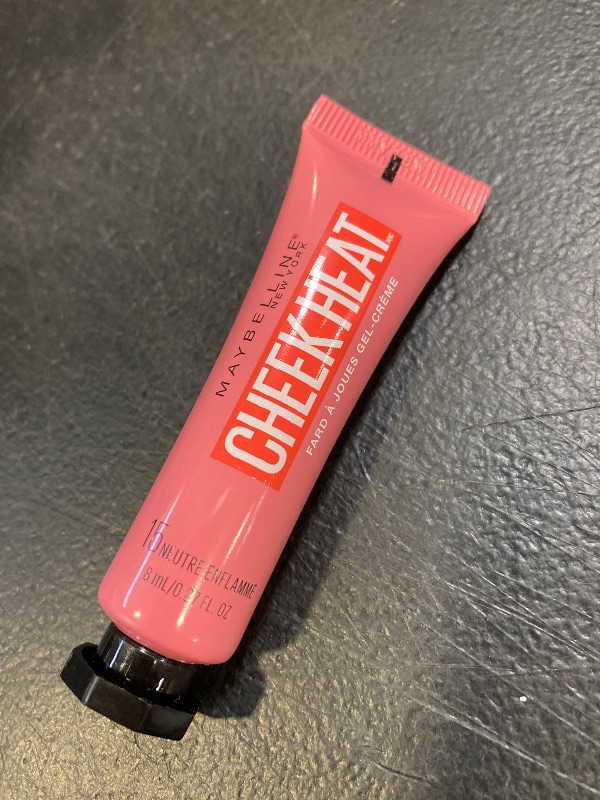 MAYBELLINE®
NEW YORK
CHEEK HEAT
FARD À JOUES GEL-CRÈME
15 NEUTRE ENFLAMMÉ
8 mL/0.27 FL. OZ